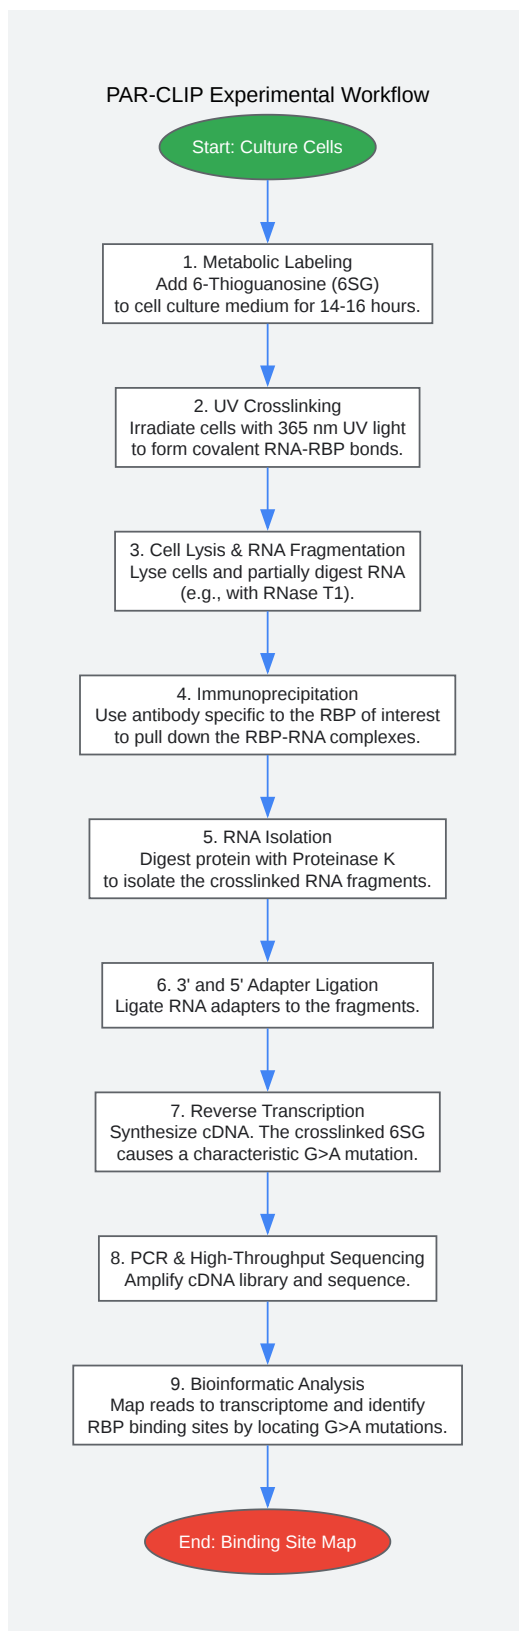 PAR-CLIP Experimental Workflow
Start: Culture Cells
1. Metabolic Labeling
Add 6-Thioguanosine (6SG)
to cell culture medium for 14-16 hours.
2. UV Crosslinking
Irradiate cells with 365 nm UV light
to form covalent RNA-RBP bonds.
3. Cell Lysis & RNA Fragmentation
Lyse cells and partially digest RNA
(e.g., with RNase T1).
4. Immunoprecipitation
Use antibody specific to the RBP of interest
to pull down the RBP-RNA complexes.
5. RNA Isolation
Digest protein with Proteinase K
to isolate the crosslinked RNA fragments.
6. 3' and 5' Adapter Ligation
Ligate RNA adapters to the fragments.
7. Reverse Transcription
Synthesize cDNA. The crosslinked 6SG
causes a characteristic G>A mutation.
8. PCR & High-Throughput Sequencing
Amplify cDNA library and sequence.
9. Bioinformatic Analysis
Map reads to transcriptome and identify
RBP binding sites by locating G>A mutations.
End: Binding Site Map